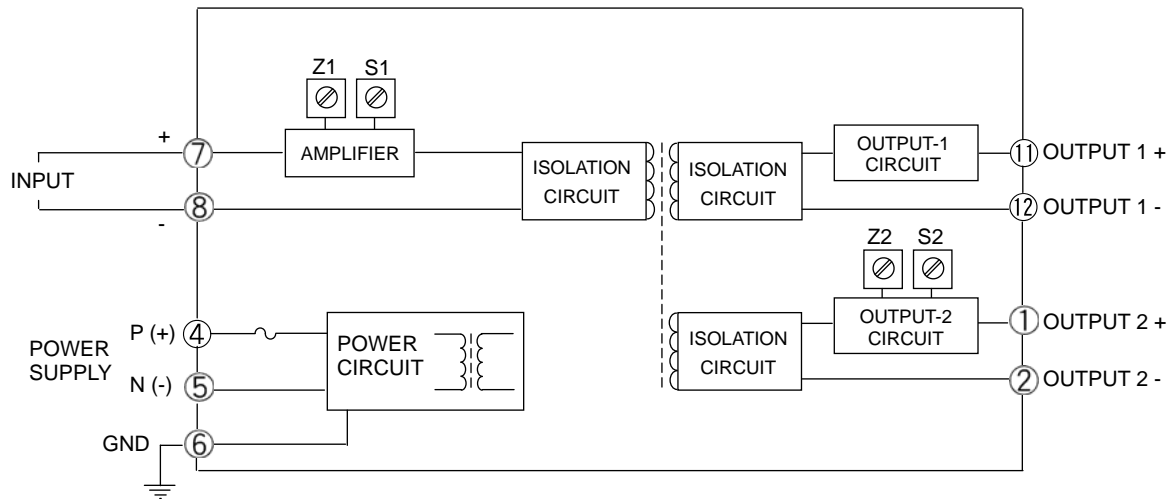 Z1 S1
+ ⑦ AMPLIFIER
INPUT
- ⑧
ISOLATION
CIRCUIT
ISOLATION
CIRCUIT
OUTPUT-1
CIRCUIT
⑪ OUTPUT 1 +
⑫ OUTPUT 1 -
Z2 S2
OUTPUT-2
CIRCUIT
ISOLATION
CIRCUIT
① OUTPUT 2 +
② OUTPUT 2 -
POWER
SUPPLY
P (+) ④
N (-) ⑤
POWER
CIRCUIT
GND ⑥